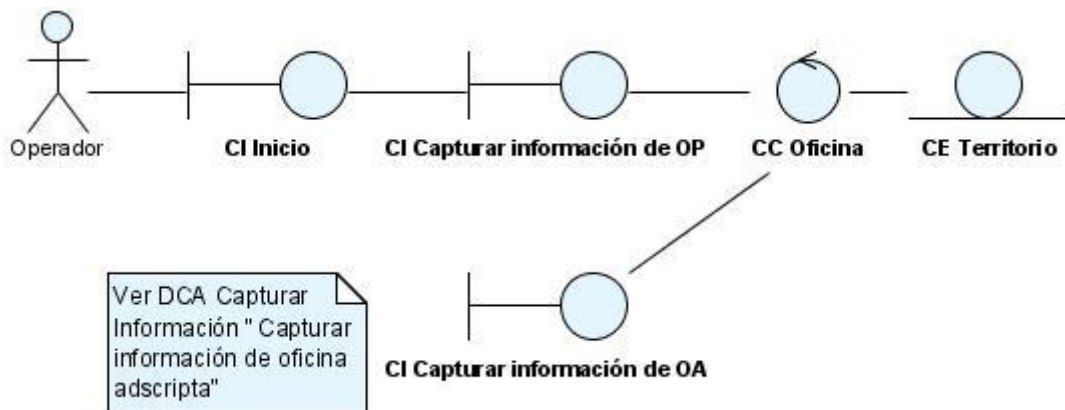 Operador
CI Inicio
CI Capturar información de OP
CC Oficina
CE Territorio
Ver DCA Capturar
Información " Capturar
información de oficina
adscripta"
CI Capturar información de OA